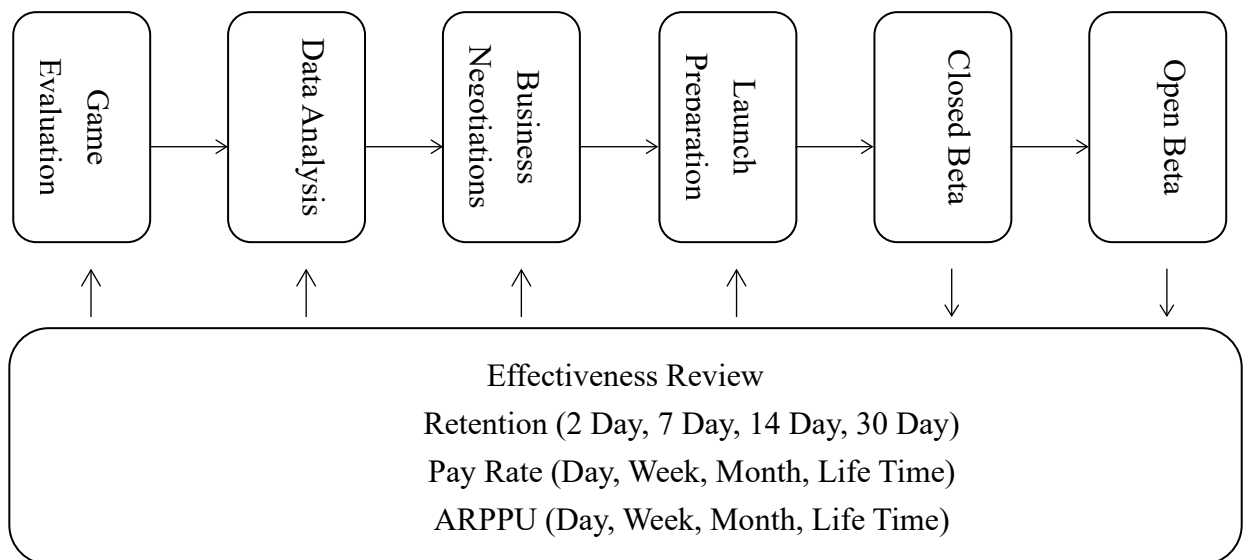 Game
Evaluation
Data Analysis
Business
Negotiations
Launch
Preparation
Closed Beta
Open Beta
Effectiveness Review
Retention (2 Day, 7 Day, 14 Day, 30 Day)
Pay Rate (Day, Week, Month, Life Time)
ARPPU (Day, Week, Month, Life Time)